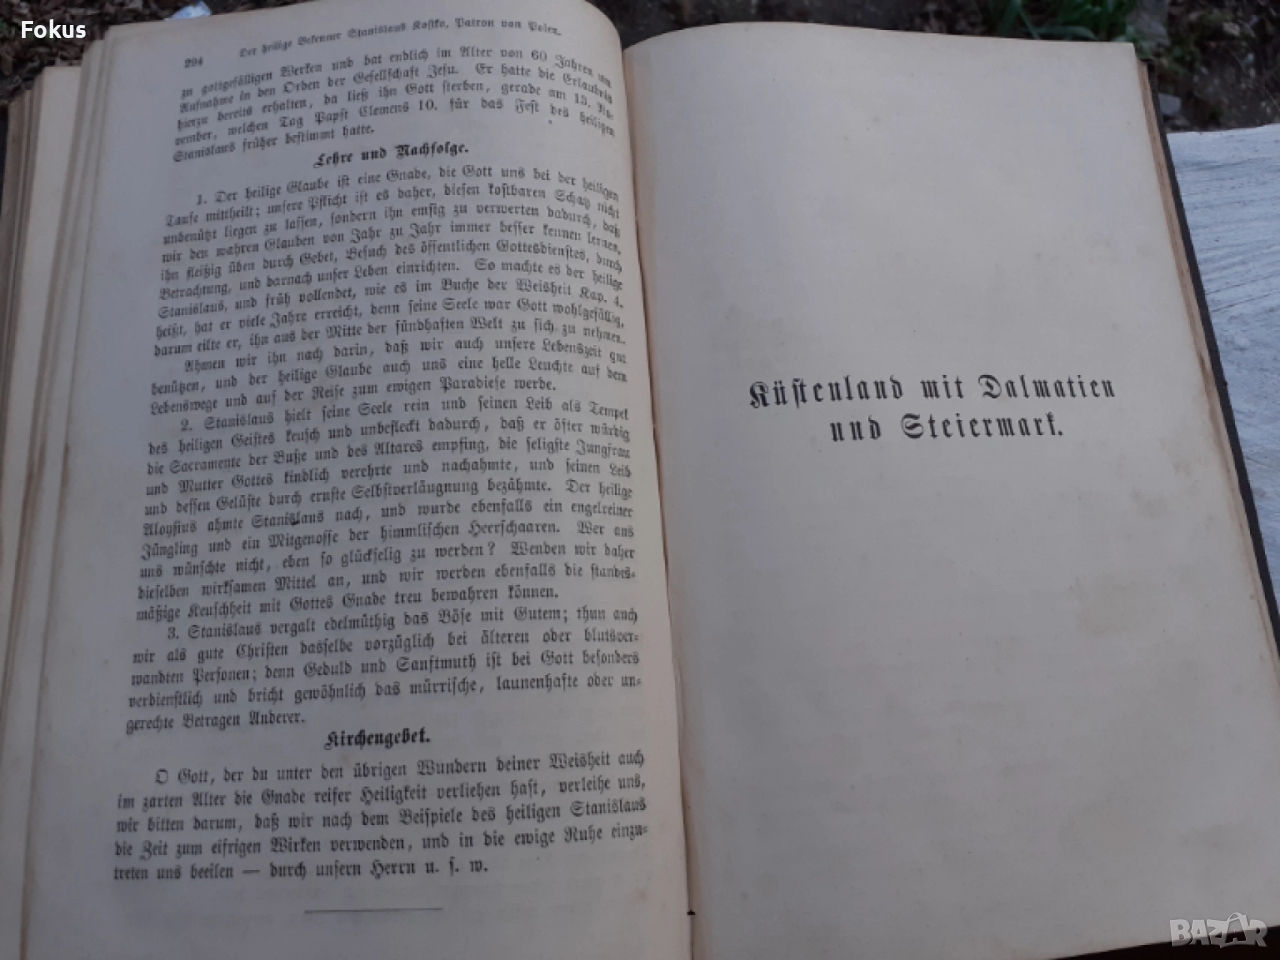 Fokus
294 Der heilige Bekenner Stanislaus Kostka, Patron von Polen.
zu gottgefälligen Werken und bat endlich im Alter von 60 Jahren um
Aufnahme in den Orden der Gesellschaft Jesu. Er hatte die Erlaubniß
hierzu bereits erhalten, da ließ ihn Gott sterben, gerade am 13. No-
vember, welchen Tag Papst Clemens 10. für das Fest des heiligen
Stanislaus früher bestimmt hatte.
Lehre und Nachfolge.
1. Der heilige Glaube ist eine Gnade, die Gott uns bei der heiligen
Taufe mittheilt; unsere Pflicht ist es daher, diesen kostbaren Schatz nicht
unbenützt liegen zu lassen, sondern ihn emsig zu verwerten dadurch, daß
wir den wahren Glauben von Jahr zu Jahr immer besser kennen lernen,
ihn fleißig üben durch Gebet, Besuch des öffentlichen Gottesdienstes, durch
Betrachtung, und darnach unser Leben einrichten. So machte es der heilige
Stanislaus, und früh vollendet, wie es im Buche der Weisheit Kap. 4.
heißt, hat er viele Jahre erreicht, denn seine Seele war Gott wohlgefällig,
darum eilte er, ihn aus der Mitte der sündhaften Welt zu sich zu nehmen.
Ahmen wir ihn nach darin, daß wir auch unsere Lebenszeit gut
benützen, und der heilige Glaube auch uns eine helle Leuchte auf dem
Lebenswege und auf der Reise zum ewigen Paradiese werde.
2. Stanislaus hielt seine Seele rein und seinen Leib als Tempel
des heiligen Geistes keusch und unbefleckt dadurch, daß er öfter würdig
die Sacramente der Buße und des Altares empfing, die seligste Jungfrau
und Mutter Gottes kindlich verehrte und nachahmte, und seinen Leib
und dessen Gelüste durch ernste Selbstverläugnung bezähmte. Der heilige
Aloysius ahmte Stanislaus nach, und wurde ebenfalls ein engelreiner
Jüngling und ein Mitgenosse der himmlischen Heerschaaren. Wer aus
uns wünschte nicht, eben so glückselig zu werden? Wenden wir daher
dieselben wirksamen Mittel an, und wir werden ebenfalls die standes-
mäßige Keuschheit mit Gottes Gnade treu bewahren können.
3. Stanislaus vergalt edelmüthig das Böse mit Gutem; thun auch
wir als gute Christen dasselbe vorzüglich bei älteren oder blutsver-
wandten Personen; denn Geduld und Sanftmuth ist bei Gott besonders
verdienstlich und bricht gewöhnlich das mürrische, launenhafte oder un-
gerechte Betragen Anderer.
Kirchengebet.
O Gott, der du unter den übrigen Wundern deiner Weisheit auch
im zarten Alter die Gnade reifer Heiligkeit verliehen hast, verleihe uns,
wir bitten darum, daß wir nach dem Beispiele des heiligen Stanislaus
die Zeit zum eifrigen Wirken verwenden, und in die ewige Ruhe einzu-
treten uns beeilen — durch unsern Herrn u. s. w.
Küstenland mit Dalmatien
und Steiermark.
BAZAR